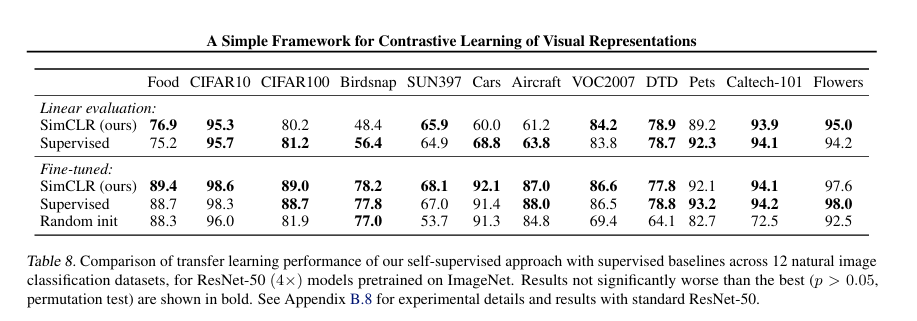 A Simple Framework for Contrastive Learning of Visual Representations
Food CIFAR10 CIFAR100 Birdsnap SUN397 Cars Aircraft VOC2007 DTD Pets Caltech-101 Flowers
Linear evaluation:
SimCLR (ours) 76.9 95.3 80.2 48.4 65.9 60.0 61.2 84.2 78.9 89.2 93.9 95.0
Supervised 75.2 95.7 81.2 56.4 64.9 68.8 63.8 83.8 78.7 92.3 94.1 94.2
Fine-tuned:
SimCLR (ours) 89.4 98.6 89.0 78.2 68.1 92.1 87.0 86.6 77.8 92.1 94.1 97.6
Supervised 88.7 98.3 88.7 77.8 67.0 91.4 88.0 86.5 78.8 93.2 94.2 98.0
Random init 88.3 96.0 81.9 77.0 53.7 91.3 84.8 69.4 64.1 82.7 72.5 92.5
Table 8. Comparison of transfer learning performance of our self-supervised approach with supervised baselines across 12 natural image
classification datasets, for ResNet-50 (4×) models pretrained on ImageNet. Results not significantly worse than the best (p > 0.05,
permutation test) are shown in bold. See Appendix B.8 for experimental details and results with standard ResNet-50.